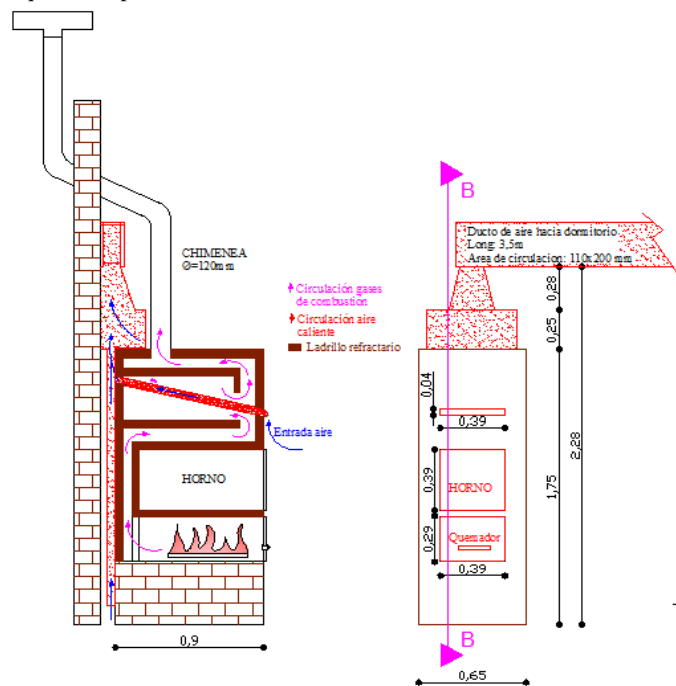 CHIMENEA
Ø=120mm
Circulación gases
de combustion
Circulación aire
caliente
Ladrillo refractario
Entrada aire
HORNO
0,9
B
Ducto de aire hacia dormitorio.
Long: 3,5m
Area de circulacion: 110x200 mm
0,28
0,25
0,04
0,39
2,28
1,75
0,39
HORNO
0,29
Quemador
0,39
B
0,65